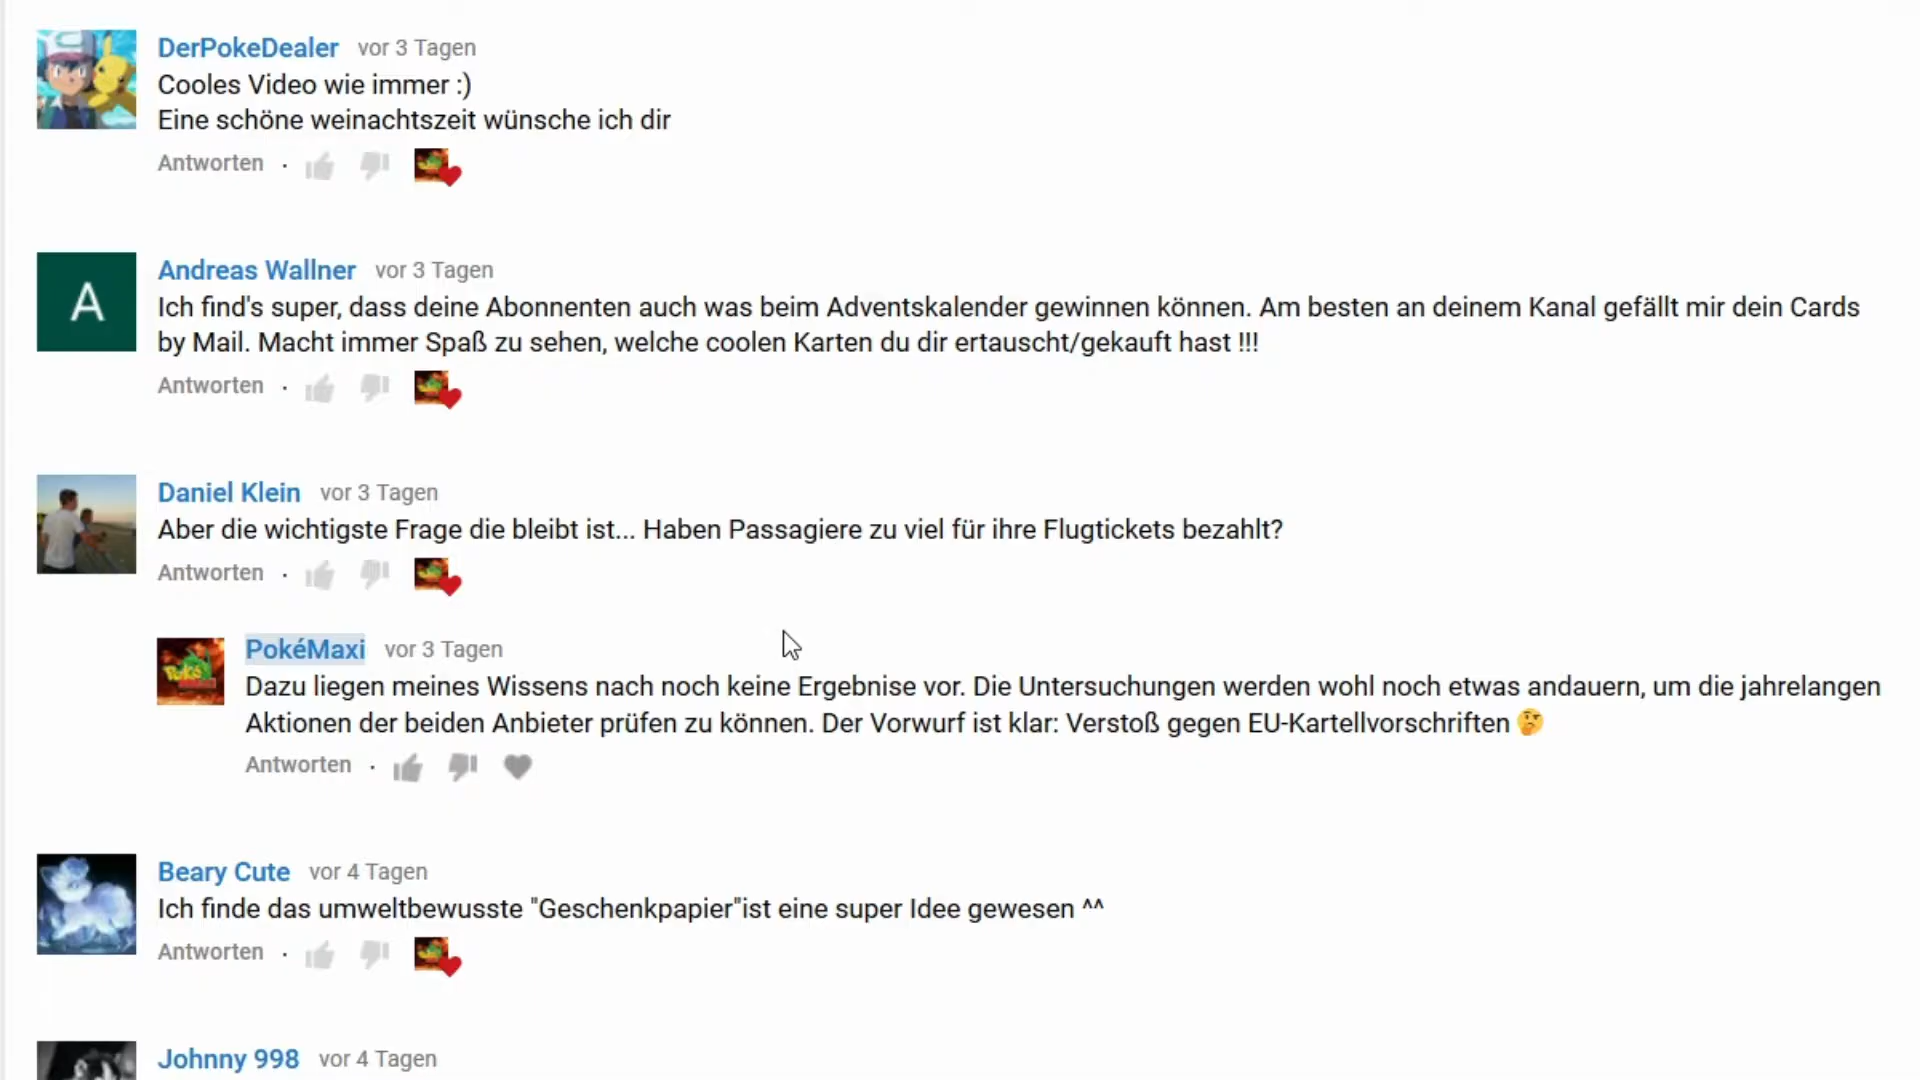 DerPokeDealer vor 3 Tagen
Cooles Video wie immer :)
Eine schöne weinachtszeit wünsche ich dir
Antworten ·
A
Andreas Wallner vor 3 Tagen
Ich find's super, dass deine Abonnenten auch was beim Adventskalender gewinnen können. Am besten an deinem Kanal gefällt mir dein Cards
by Mail. Macht immer Spaß zu sehen, welche coolen Karten du dir ertauscht/gekauft hast !!!
Antworten ·
Daniel Klein vor 3 Tagen
Aber die wichtigste Frage die bleibt ist... Haben Passagiere zu viel für ihre Flugtickets bezahlt?
Antworten ·
PokéMaxi vor 3 Tagen
Dazu liegen meines Wissens nach noch keine Ergebnise vor. Die Untersuchungen werden wohl noch etwas andauern, um die jahrelangen
Aktionen der beiden Anbieter prüfen zu können. Der Vorwurf ist klar: Verstoß gegen EU-Kartellvorschriften 🤔
Antworten ·
Beary Cute vor 4 Tagen
Ich finde das umweltbewusste "Geschenkpapier"ist eine super Idee gewesen ^^
Antworten ·
Johnny 998 vor 4 Tagen